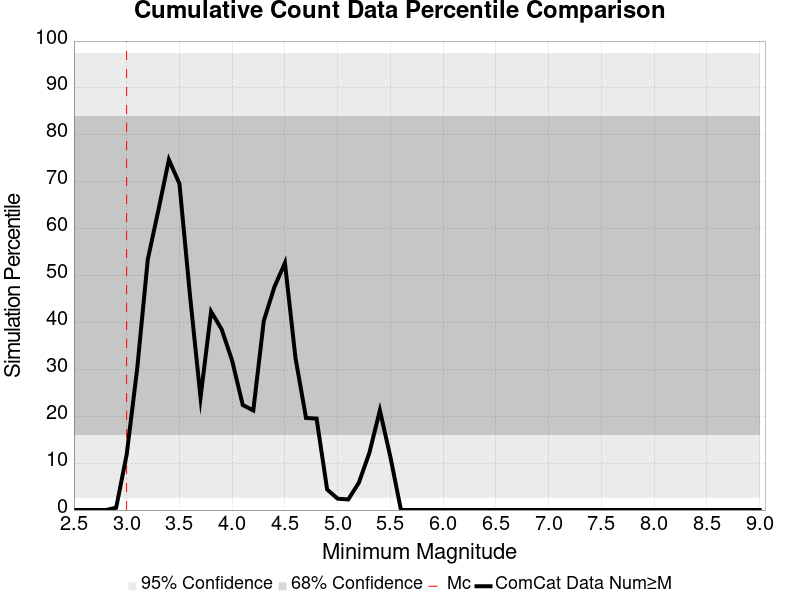 Cumulative Count Data Percentile Comparison
100
90
80
70
60
50
40
30
20
10
0
Simulation Percentile
2.5 3.0 3.5 4.0 4.5 5.0 5.5 6.0 6.5 7.0 7.5 8.0 8.5 9.0
Minimum Magnitude
95% Confidence 68% Confidence Mc ComCat Data Num≥M